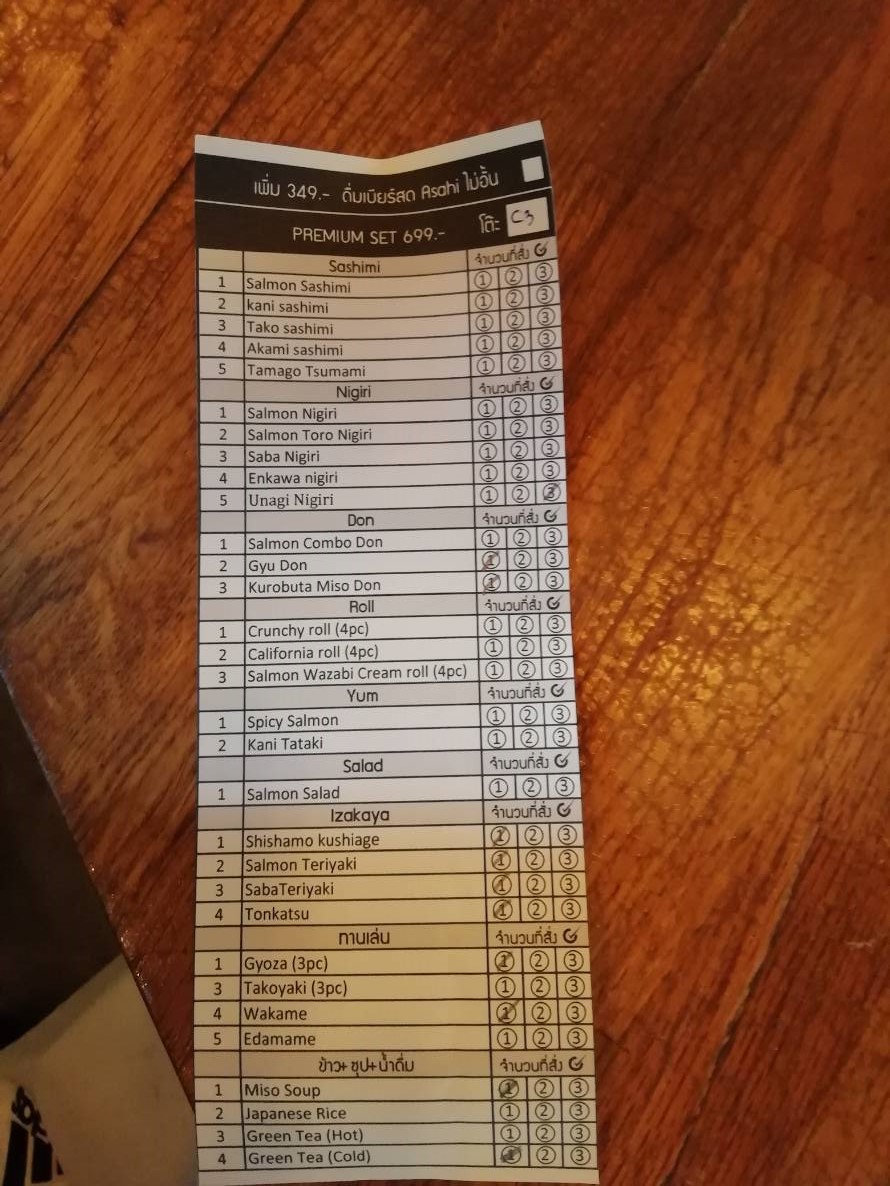 เพิ่ม 349.- ดื่มเบียร์สด Asahi ไม่อั้น
PREMIUM SET 699.- โต๊ะ C3
Sashimi จำนวนที่สั่ง
1 Salmon Sashimi ① ② ③
2 kani sashimi ① ② ③
3 Tako sashimi ① ② ③
4 Akami sashimi ① ② ③
5 Tamago Tsumami ① ② ③
Nigiri จำนวนที่สั่ง
1 Salmon Nigiri ① ② ③
2 Salmon Toro Nigiri ① ② ③
3 Saba Nigiri ① ② ③
4 Enkawa nigiri ① ② ③
5 Unagi Nigiri ① ② ③
Don จำนวนที่สั่ง
1 Salmon Combo Don ① ② ③
2 Gyu Don ① ② ③
3 Kurobuta Miso Don ① ② ③
Roll จำนวนที่สั่ง
1 Crunchy roll (4pc) ① ② ③
2 California roll (4pc) ① ② ③
3 Salmon Wazabi Cream roll (4pc) ① ② ③
Yum จำนวนที่สั่ง
1 Spicy Salmon ① ② ③
2 Kani Tataki ① ② ③
Salad จำนวนที่สั่ง
1 Salmon Salad ① ② ③
Izakaya จำนวนที่สั่ง
1 Shishamo kushiage ① ② ③
2 Salmon Teriyaki ① ② ③
3 SabaTeriyaki ① ② ③
4 Tonkatsu ① ② ③
ทานเล่น จำนวนที่สั่ง
1 Gyoza (3pc) ① ② ③
3 Takoyaki (3pc) ① ② ③
4 Wakame ① ② ③
5 Edamame ① ② ③
ข้าว+ ซุป+น้ำดื่ม จำนวนที่สั่ง
1 Miso Soup ① ② ③
2 Japanese Rice ① ② ③
3 Green Tea (Hot) ① ② ③
4 Green Tea (Cold) ① ② ③